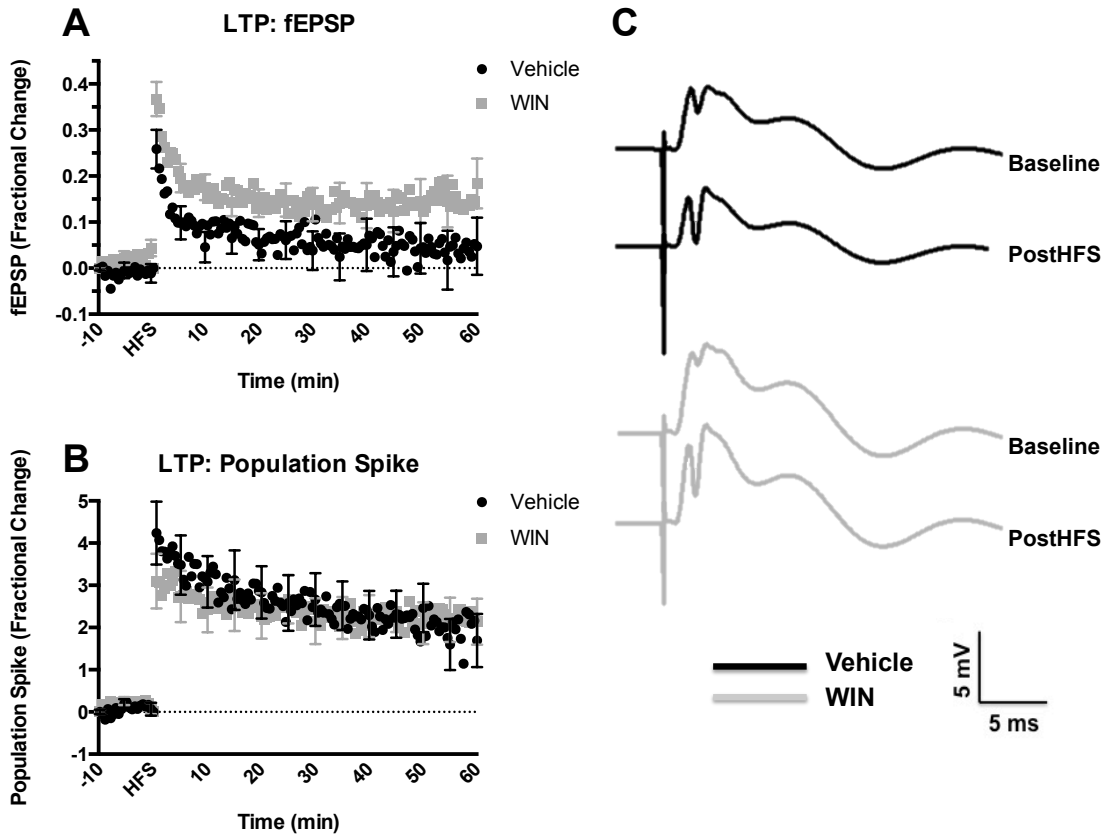 A
LTP: fEPSP
fEPSP (Fractional Change)
0.4
0.3
0.2
0.1
0.0
-0.1
-10
HFS
10
20
30
40
50
60
Time (min)
Vehicle
WIN
B
LTP: Population Spike
Population Spike (Fractional Change)
5
4
3
2
1
0
-1
-10
HFS
10
20
30
40
50
60
Time (min)
Vehicle
WIN
C
Baseline
PostHFS
Baseline
PostHFS
Vehicle
WIN
5 mV
5 ms